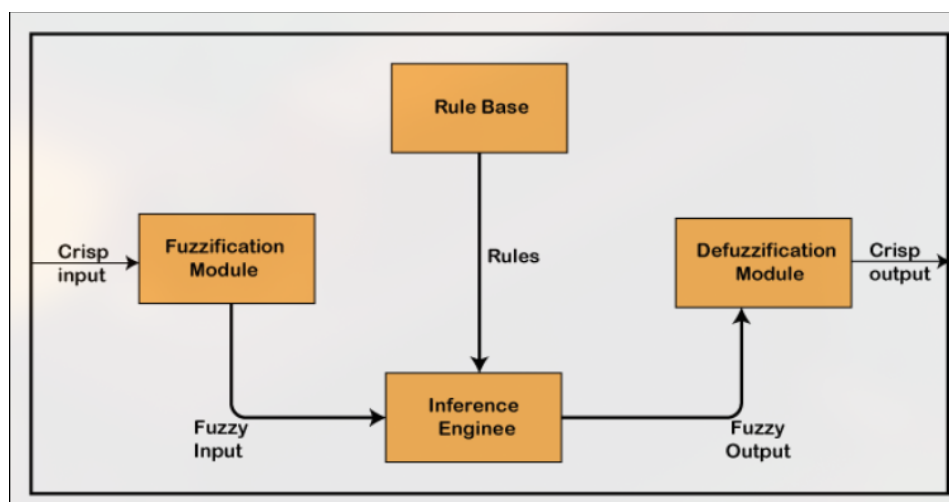 Rule Base
Crisp
input
Fuzzification
Module
Rules
Defuzzification
Module
Crisp
output
Fuzzy
Input
Inference
Enginee
Fuzzy
Output